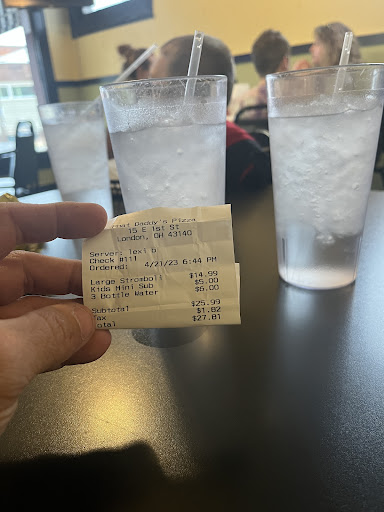 Daddy's Pizza
15 E 1st St
London, OH 43140
Server: Lexi B
Check #111
Ordered: 4/21/23 6:44 PM
Large Stromboli $14.99
Kids Mini Sub $5.00
3 Bottle Water $6.00
Subtotal $25.99
Tax $1.82
otal $27.81